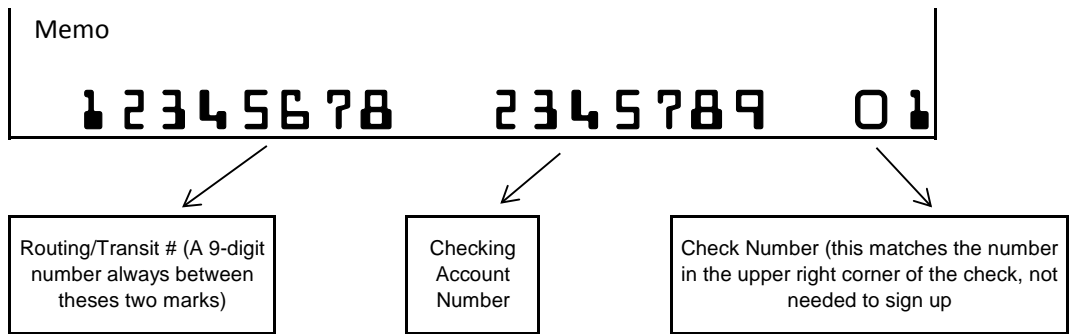 Memo
12345678 2345789 01
Routing/Transit # (A 9-digit
number always between
theses two marks)
Checking
Account
Number
Check Number (this matches the number
in the upper right corner of the check, not
needed to sign up